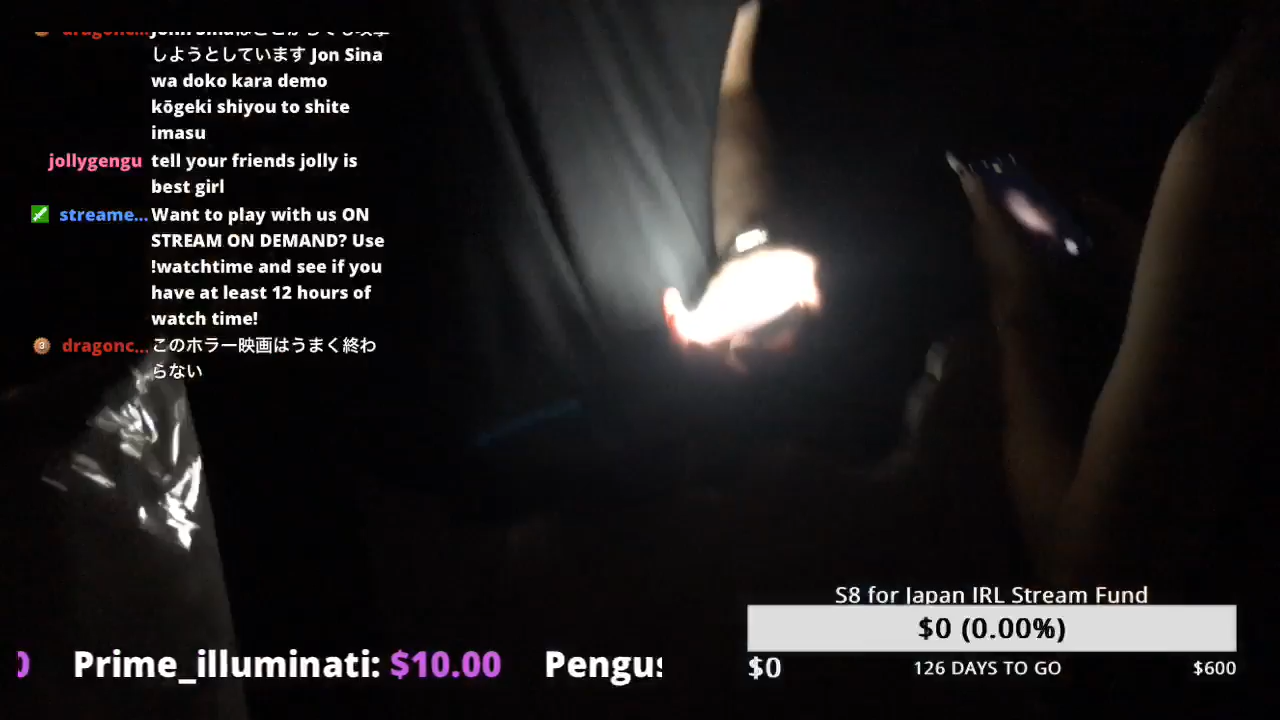 しようとしています Jon Sina
wa doko kara demo
kōgeki shiyou to shite
imasu
jollygengu tell your friends jolly is
best girl
streame... Want to play with us ON
STREAM ON DEMAND? Use
!watchtime and see if you
have at least 12 hours of
watch time!
dragonc... このホラー映画はうまく終わ
らない
S8 for Japan IRL Stream Fund
$0 (0.00%)
$0 126 DAYS TO GO $600
Prime_illuminati: $10.00 Pengu